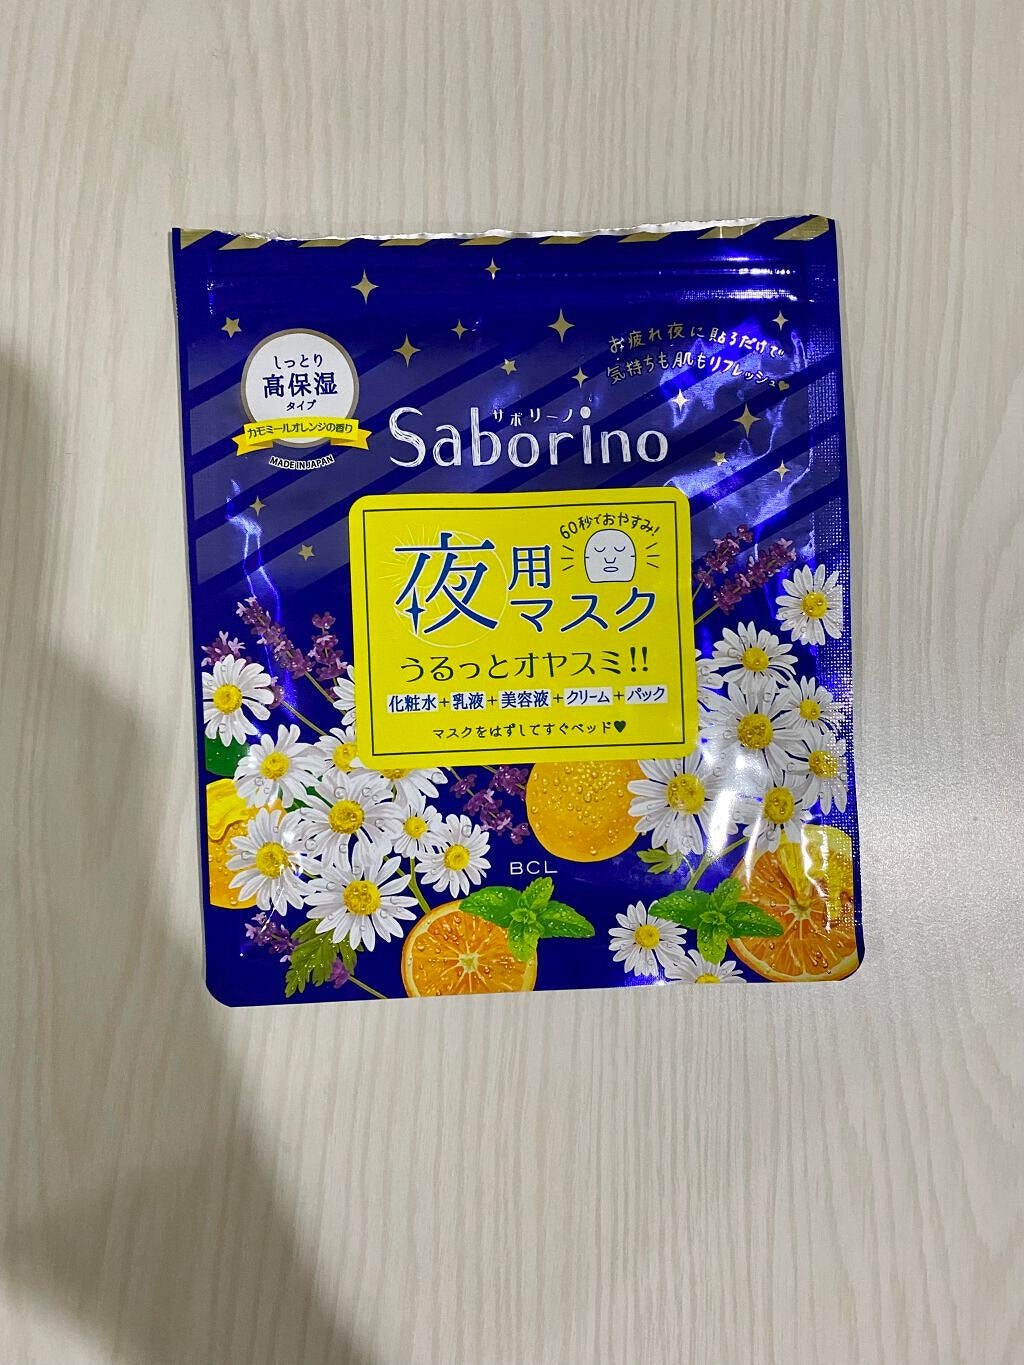 お疲れ夜に貼るだけで
気持ちも肌もリフレッシュ♥
しっとり
高保湿
タイプ
カモミールオレンジの香り
MADE IN JAPAN
サボリーノ
Saborino
60秒でおやすみ!
夜用
マスク
うるっとオヤスミ!!
化粧水+乳液+美容液+クリーム+パック
マスクをはずしてすぐベッド♥
BCL